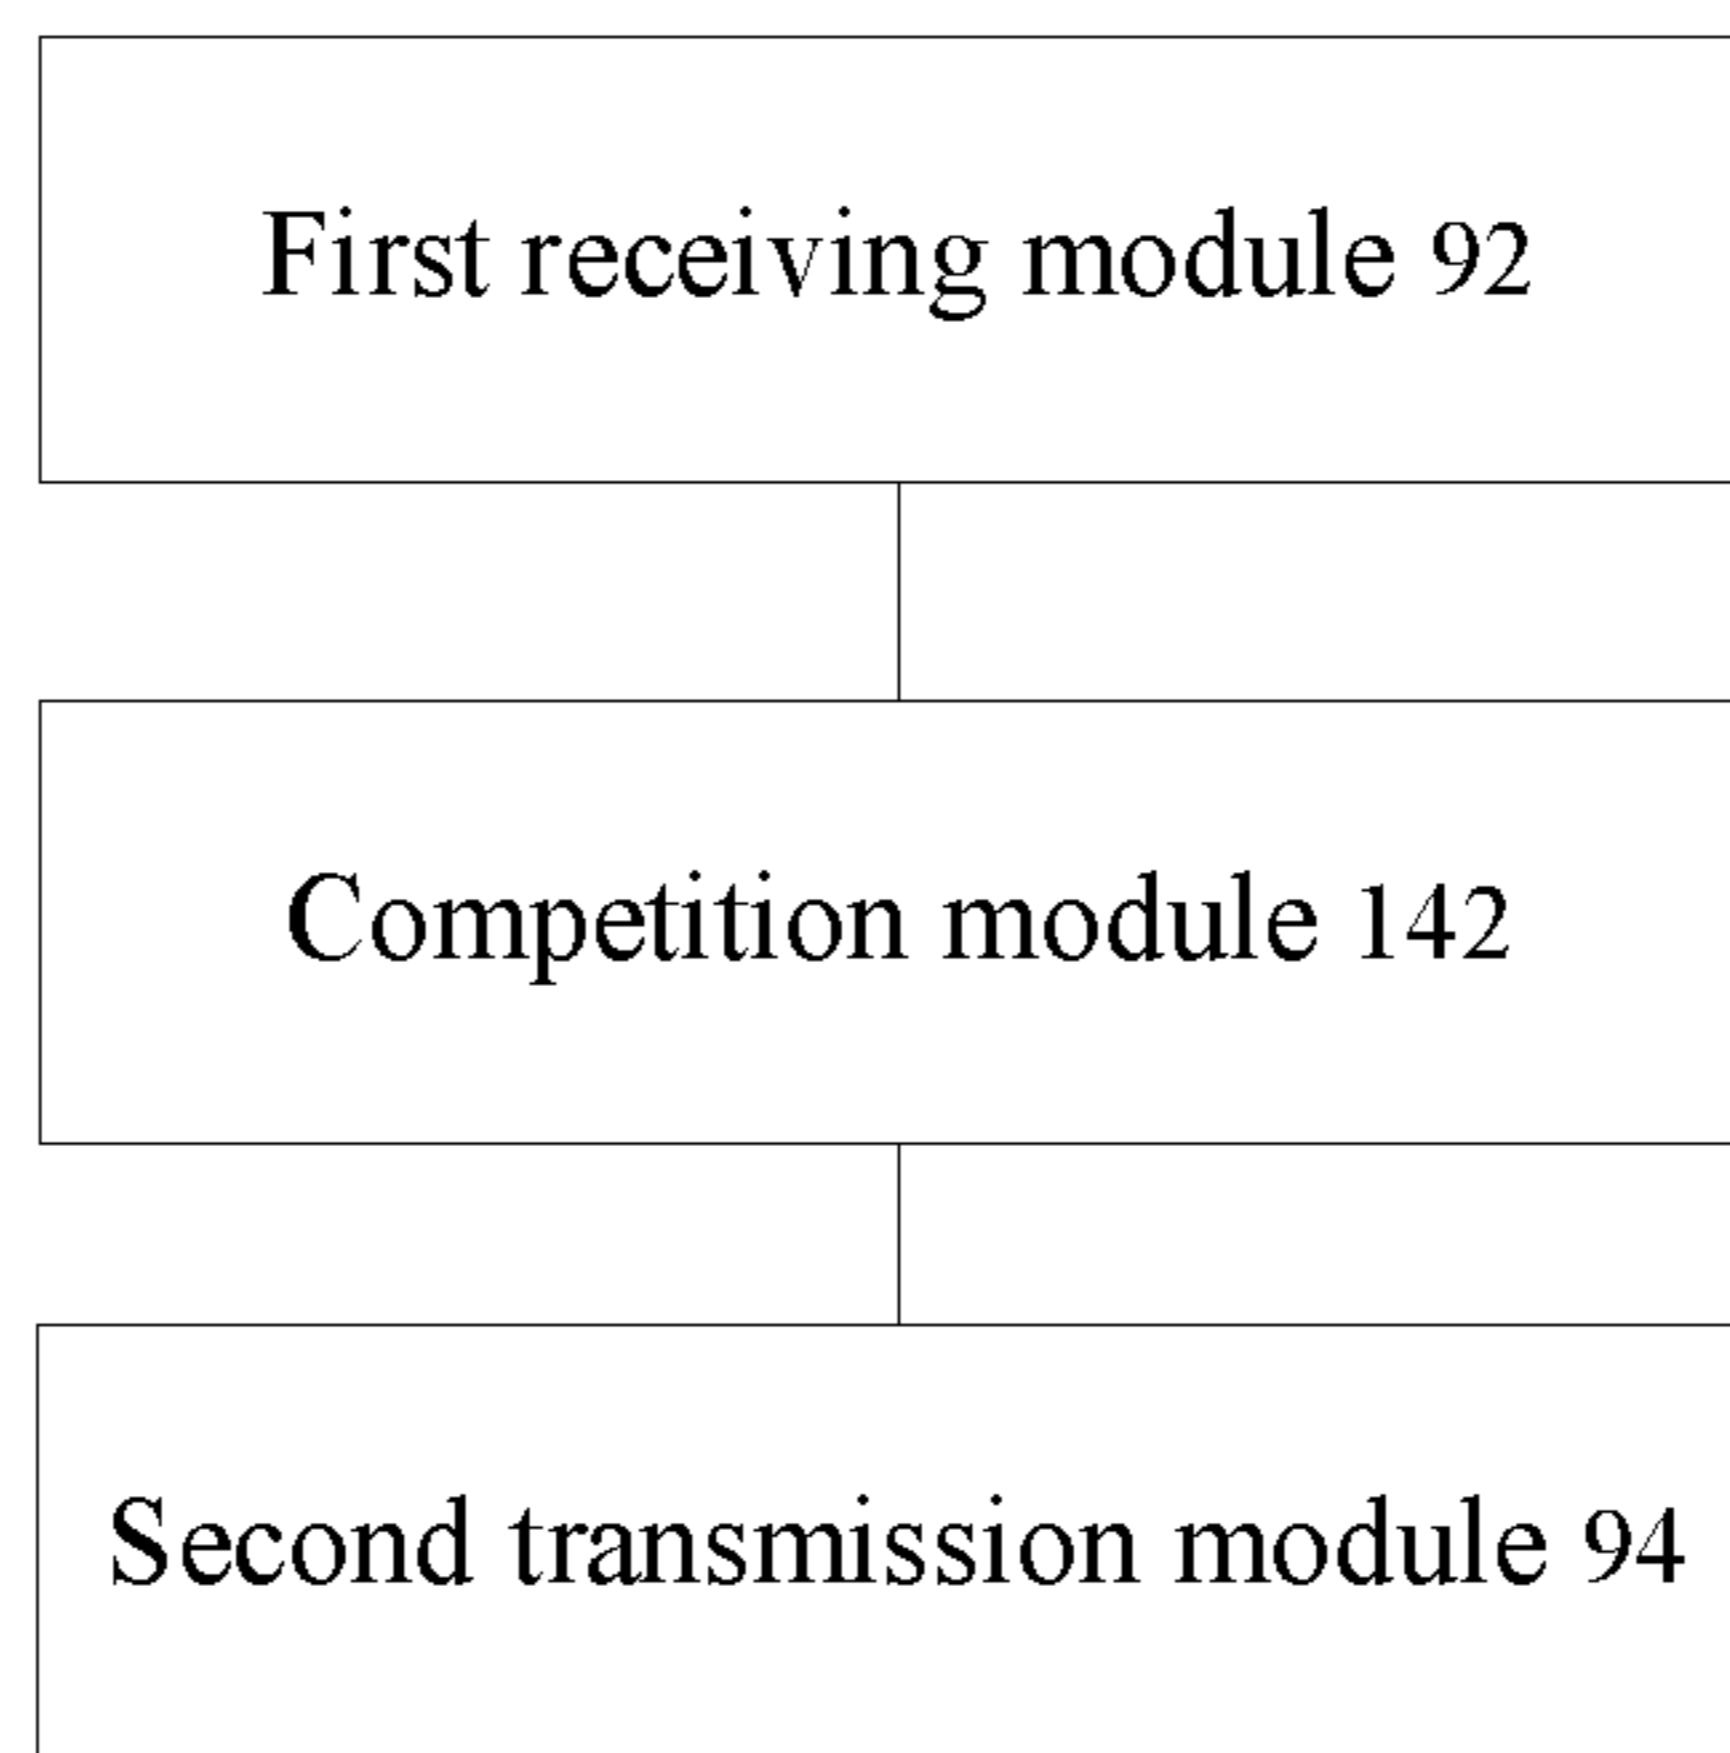 First receiving module 92
Competition module 142
Second transmission module 94